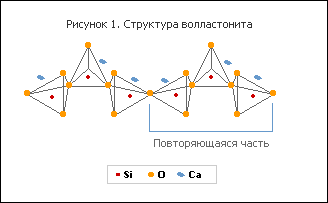 Рисунок 1. Структура волластонита
Повторяющаяся часть
Si O Ca